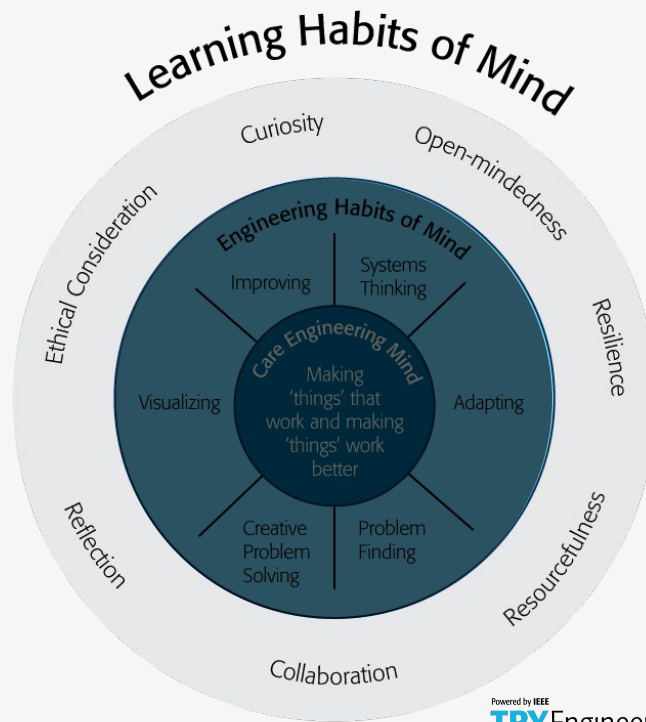 Learning Habits of Mind
Curiosity
Open-mindedness
Ethical Consideration
Resilience
Reflection
Resourcefulness
Collaboration
Engineering Habits of Mind
Improving
Systems
Thinking
Visualizing
Adapting
Creative
Problem
Solving
Problem
Finding
Care Engineering Mind
Making
'things' that
work and making
'things' work
better
Powered by IEEE